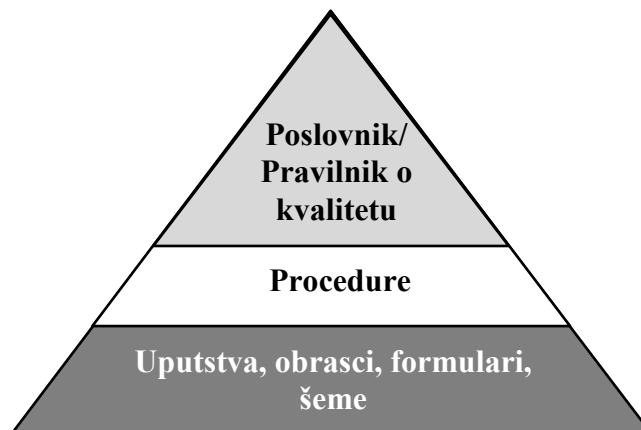 Poslovnik/
Pravilnik o
kvalitetu
Procedure
Uputstva, obrasci, formulari,
šeme